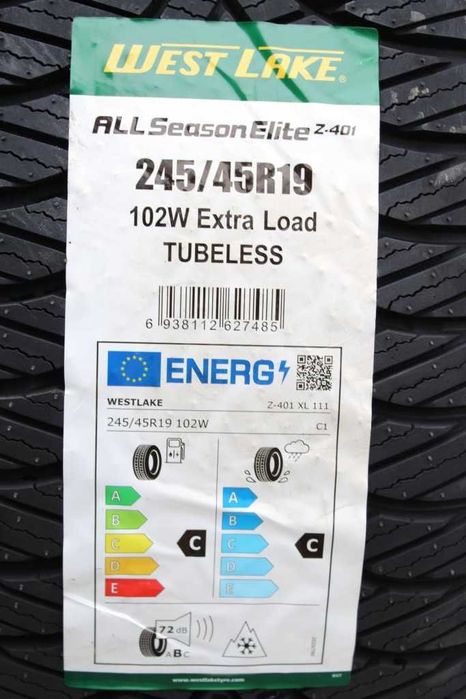 WEST LAKE®
ALL Season Elite Z-401
245/45R19
102W Extra Load
TUBELESS
6 938112 627485
ENERG
WESTLAKE Z-401 XL 111
245/45R19 102W C1
A A
B B
C C C C
D D
E E
72 dB
ABC
www.westlaketyre.com